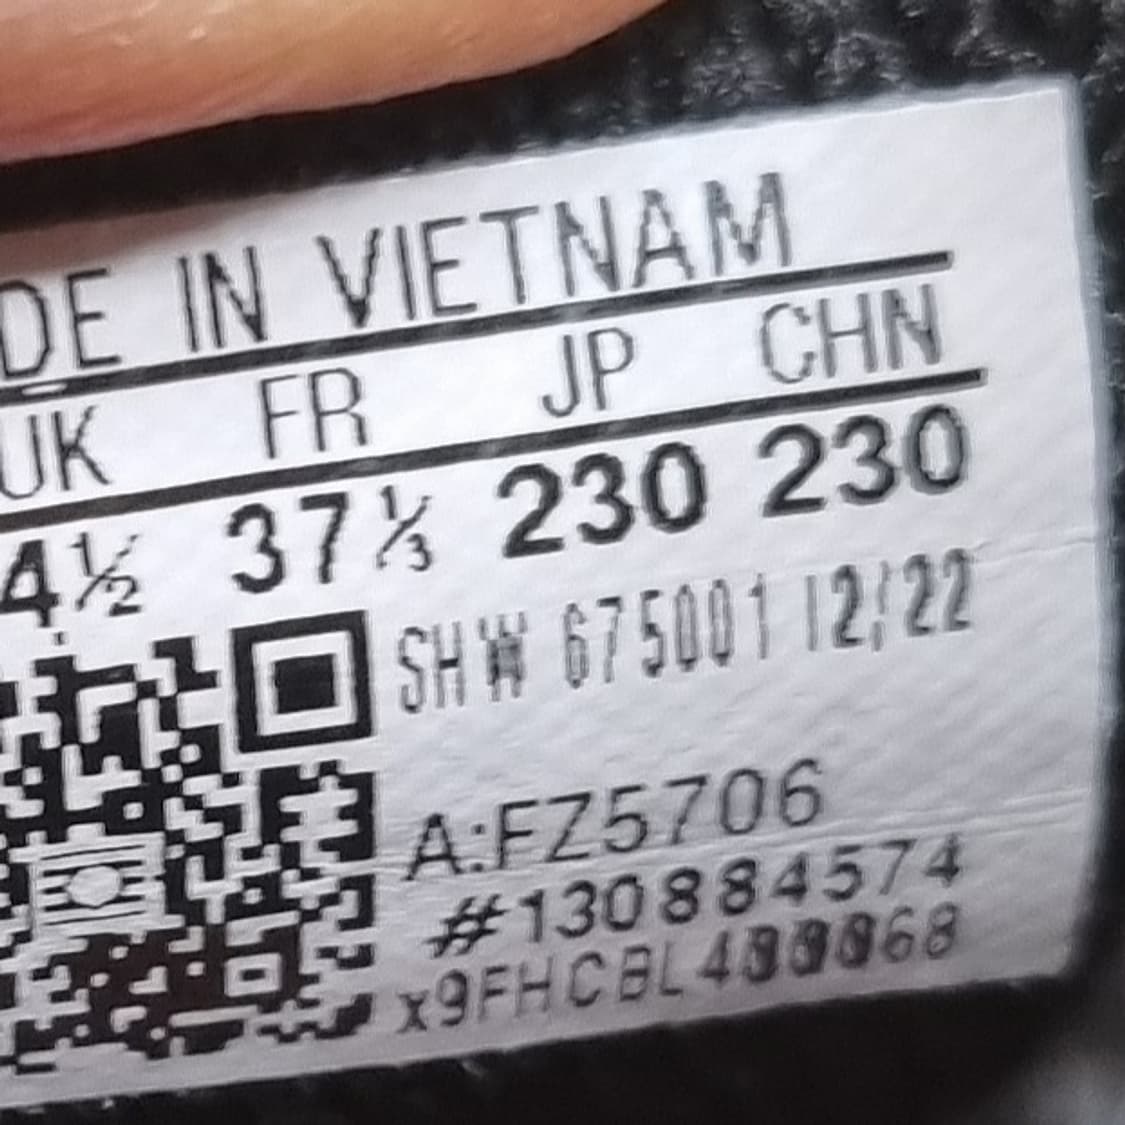 DE IN VIETNAM
UK FR JP CHN
4½ 37⅓ 230 230
SHW 675001 12/22
A:FZ5706
#130884574